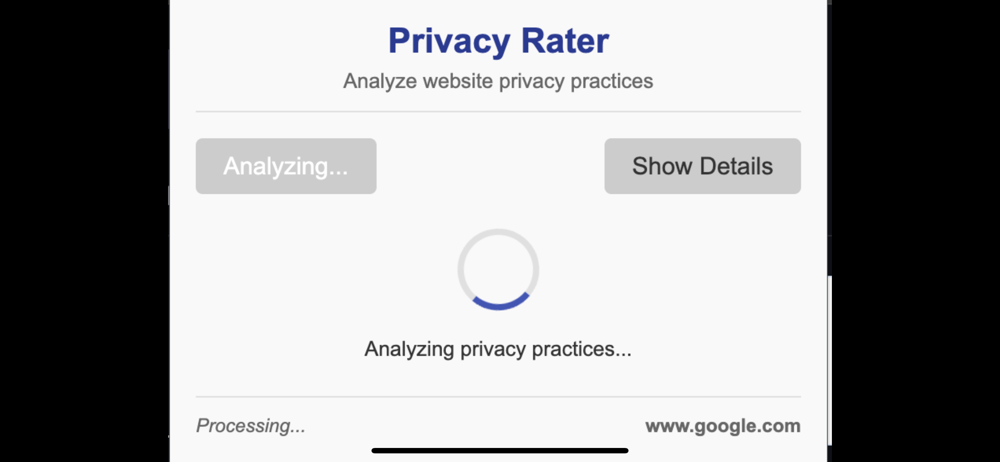 Privacy Rater
Analyze website privacy practices
Analyzing...
Show Details
Analyzing privacy practices...
Processing...
www.google.com